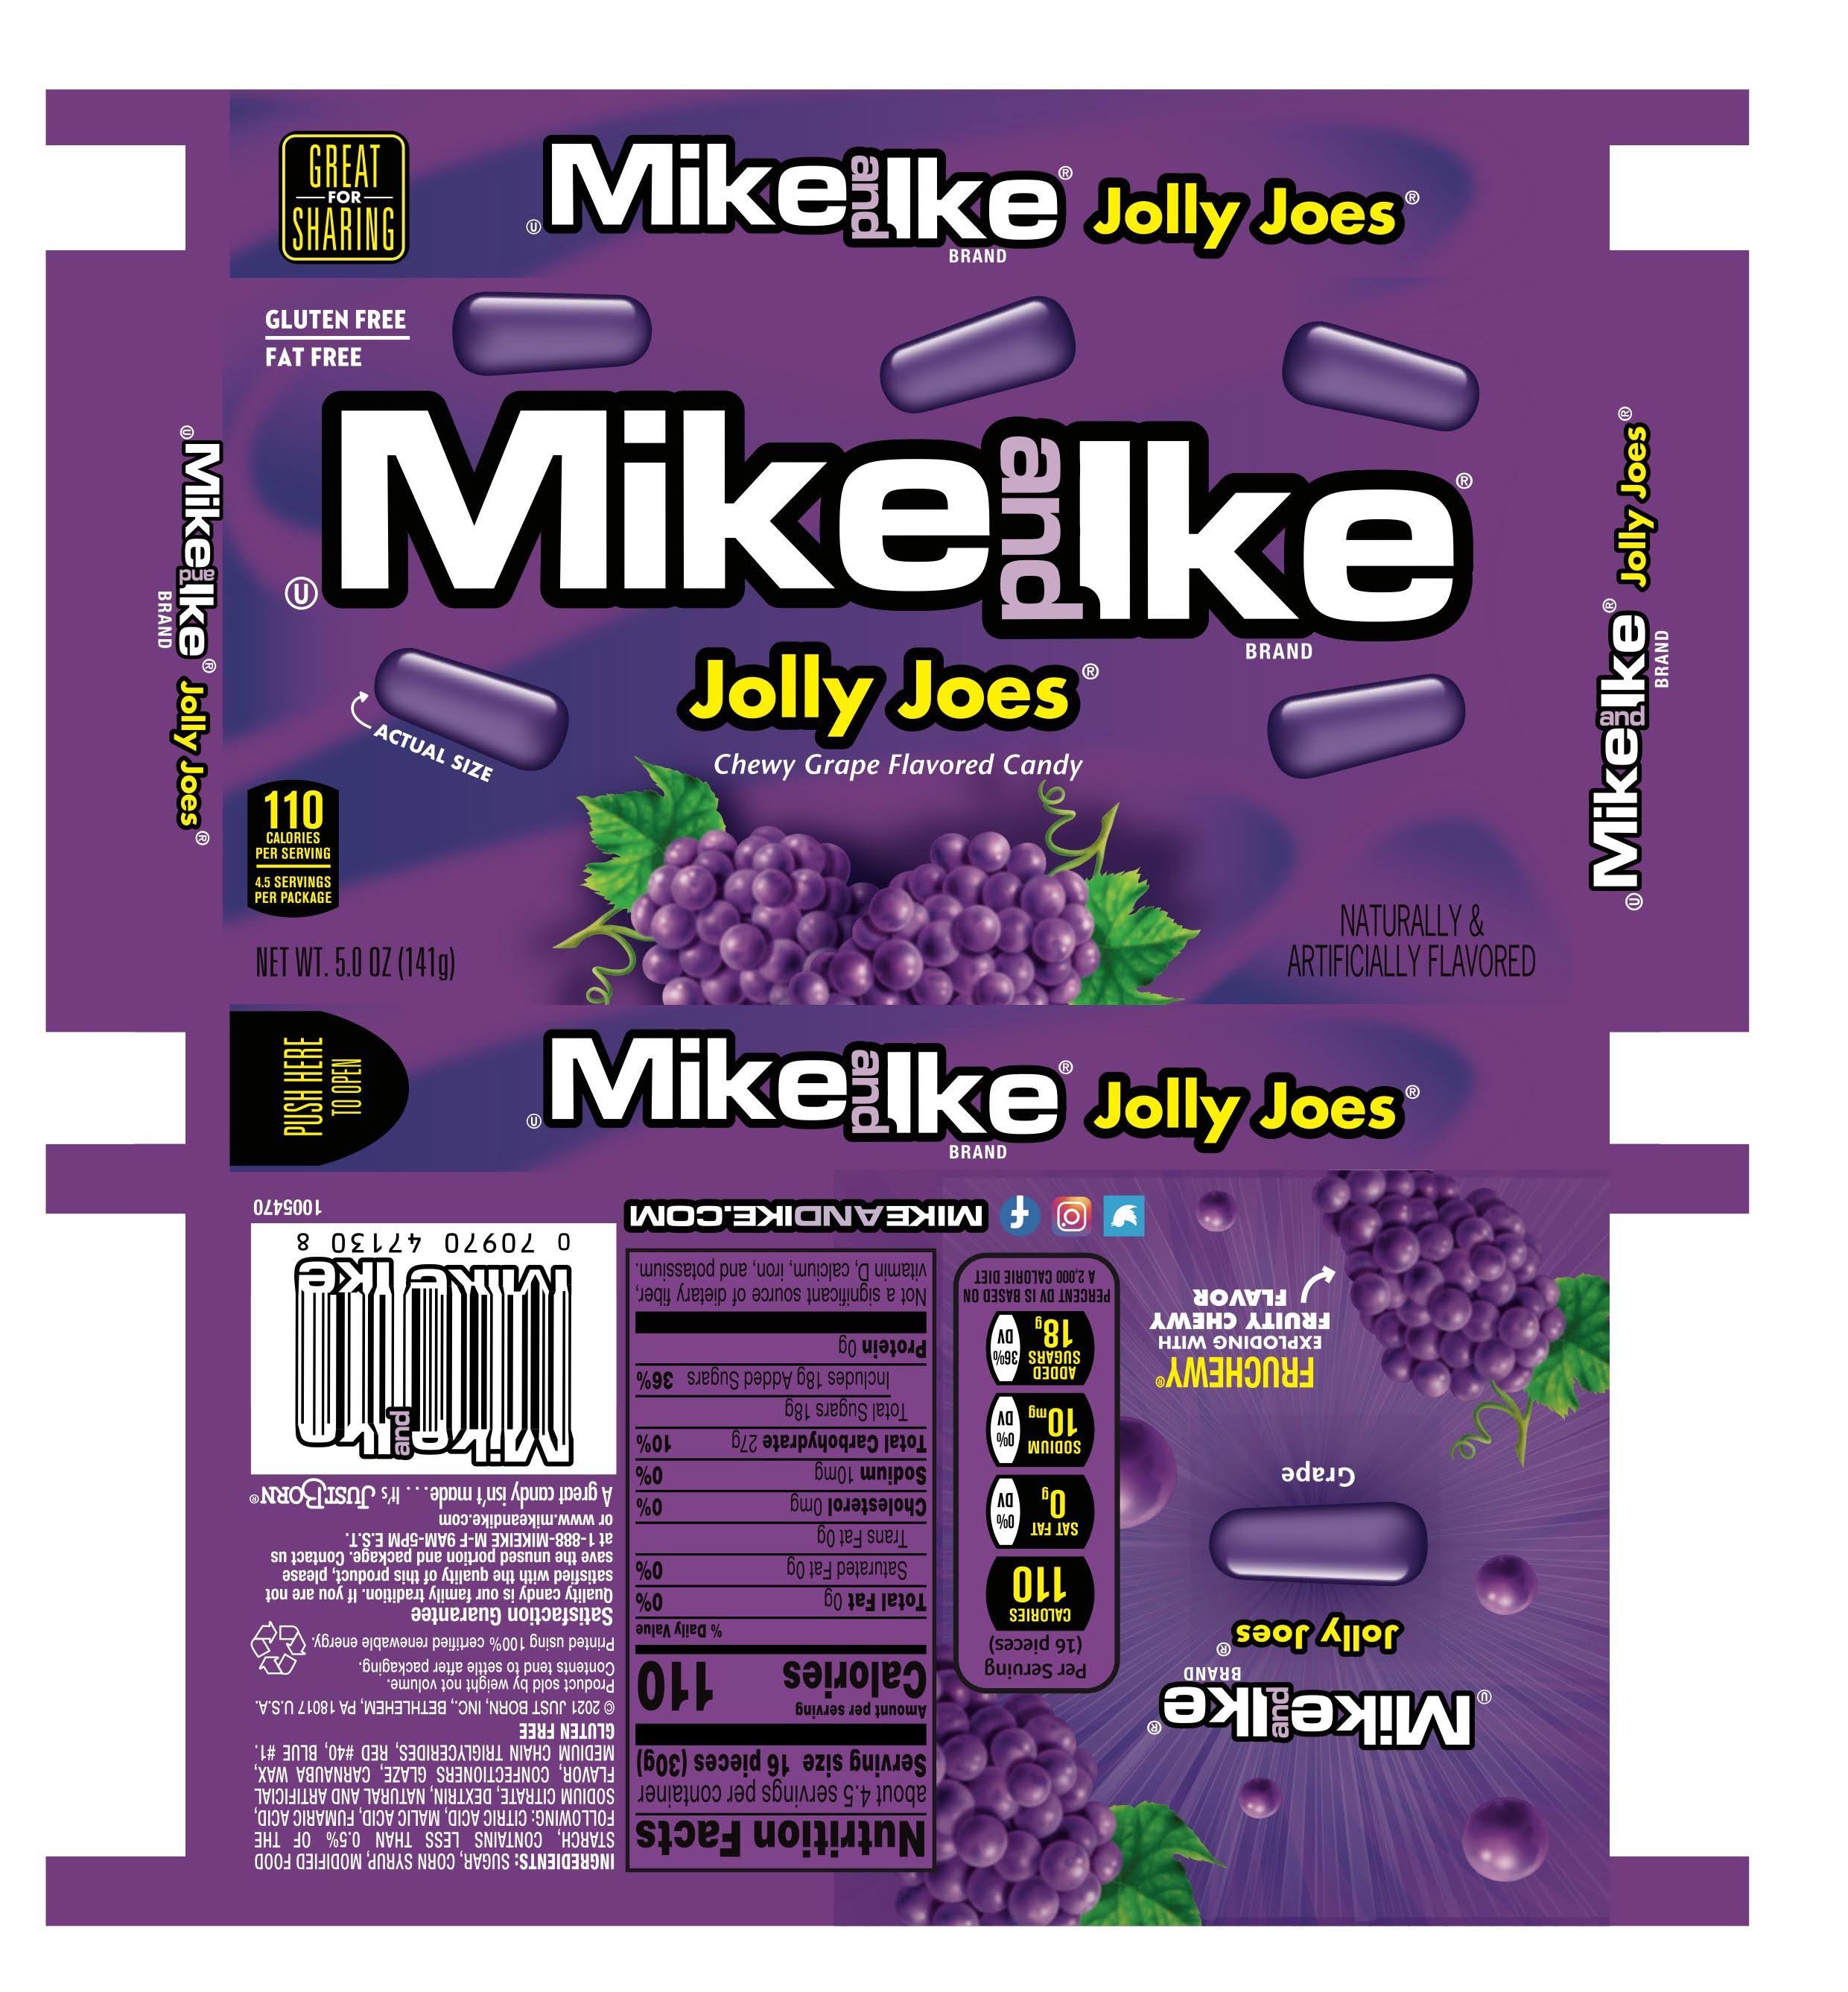 GREAT
FOR
SHARING
Mike and Ike® Jolly Joes®
BRAND
GLUTEN FREE
FAT FREE
Mike and Ike®
BRAND
Jolly Joes®
Chewy Grape Flavored Candy
ACTUAL SIZE
110
CALORIES
PER SERVING
4.5 SERVINGS
PER PACKAGE
NET WT. 5.0 OZ (141g)
NATURALLY &
ARTIFICIALLY FLAVORED
Mike and Ike® Jolly Joes®
BRAND
Mike and Ike® Jolly Joes®
BRAND
PUSH HERE
TO OPEN
Mike and Ike® Jolly Joes®
BRAND
Mike and Ike®
BRAND
Jolly Joes®
Grape
FRUCHEWY®
EXPLODING WITH
FRUITY CHEWY
FLAVOR
Per Serving
(16 pieces)
CALORIES
110
SAT FAT
0g
0%
DV
SODIUM
10mg
0%
DV
ADDED
SUGARS
18g
36%
DV
PERCENT DV IS BASED ON
A 2,000 CALORIE DIET
Nutrition Facts
about 4.5 servings per container
Serving size 16 pieces (30g)
Amount per serving
Calories 110
% Daily Value
Total Fat 0g 0%
Saturated Fat 0g 0%
Trans Fat 0g
Cholesterol 0mg 0%
Sodium 10mg 0%
Total Carbohydrate 27g 10%
Total Sugars 18g
Includes 18g Added Sugars 36%
Protein 0g
Not a significant source of dietary fiber,
vitamin D, calcium, iron, and potassium.
MIKEANDIKE.COM
INGREDIENTS: SUGAR, CORN SYRUP, MODIFIED FOOD
STARCH, CONTAINS LESS THAN 0.5% OF THE
FOLLOWING: CITRIC ACID, MALIC ACID, FUMARIC ACID,
SODIUM CITRATE, DEXTRIN, NATURAL AND ARTIFICIAL
FLAVOR, CONFECTIONERS GLAZE, CARNAUBA WAX,
MEDIUM CHAIN TRIGLYCERIDES, RED #40, BLUE #1.
GLUTEN FREE
© 2021 JUST BORN, INC., BETHLEHEM, PA 18017 U.S.A.
Product sold by weight not volume.
Contents tend to settle after packaging.
Printed using 100% certified renewable energy.
Satisfaction Guarantee
Quality candy is our family tradition. If you are not
satisfied with the quality of this product, please
save the unused portion and package. Contact us
at 1-888-MIKEIKE M-F 9AM-5PM E.S.T.
or www.mikeandike.com
A great candy isn't made... It's JUST BORN®
Mike and Ike
0 70970 47130 8
1005470